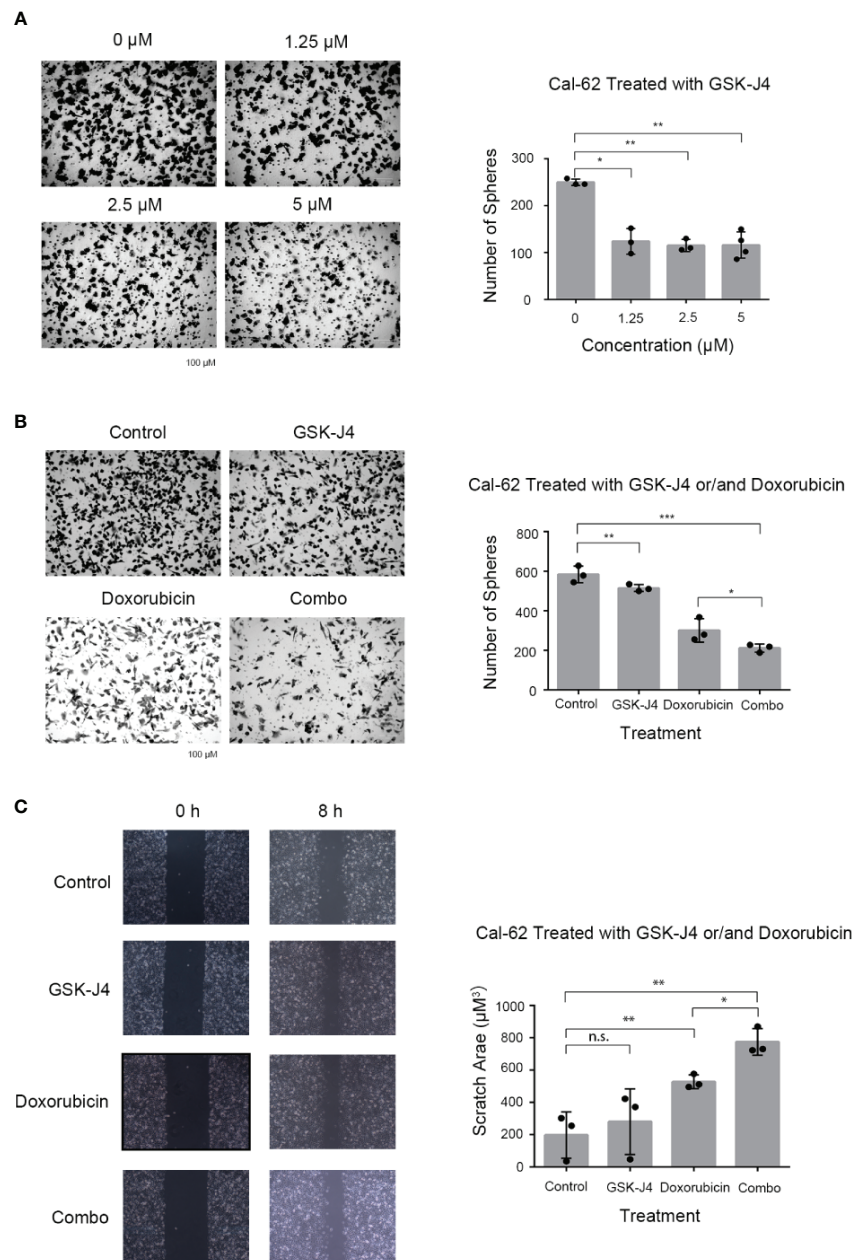 A
0 µM
1.25 µM
2.5 µM
5 µM
100 µM
Cal-62 Treated with GSK-J4
**
**
*
300
200
100
0
Number of Spheres
0
1.25
2.5
5
Concentration (µM)
B
Control
GSK-J4
Doxorubicin
Combo
100 µM
Cal-62 Treated with GSK-J4 or/and Doxorubicin
***
**
*
800
600
400
200
0
Number of Spheres
Control
GSK-J4
Doxorubicin
Combo
Treatment
C
0 h
8 h
Control
GSK-J4
Doxorubicin
Combo
Cal-62 Treated with GSK-J4 or/and Doxorubicin
**
*
**
n.s.
1000
800
600
400
200
0
Scratch Arae (µM³)
Control
GSK-J4
Doxorubicin
Combo
Treatment